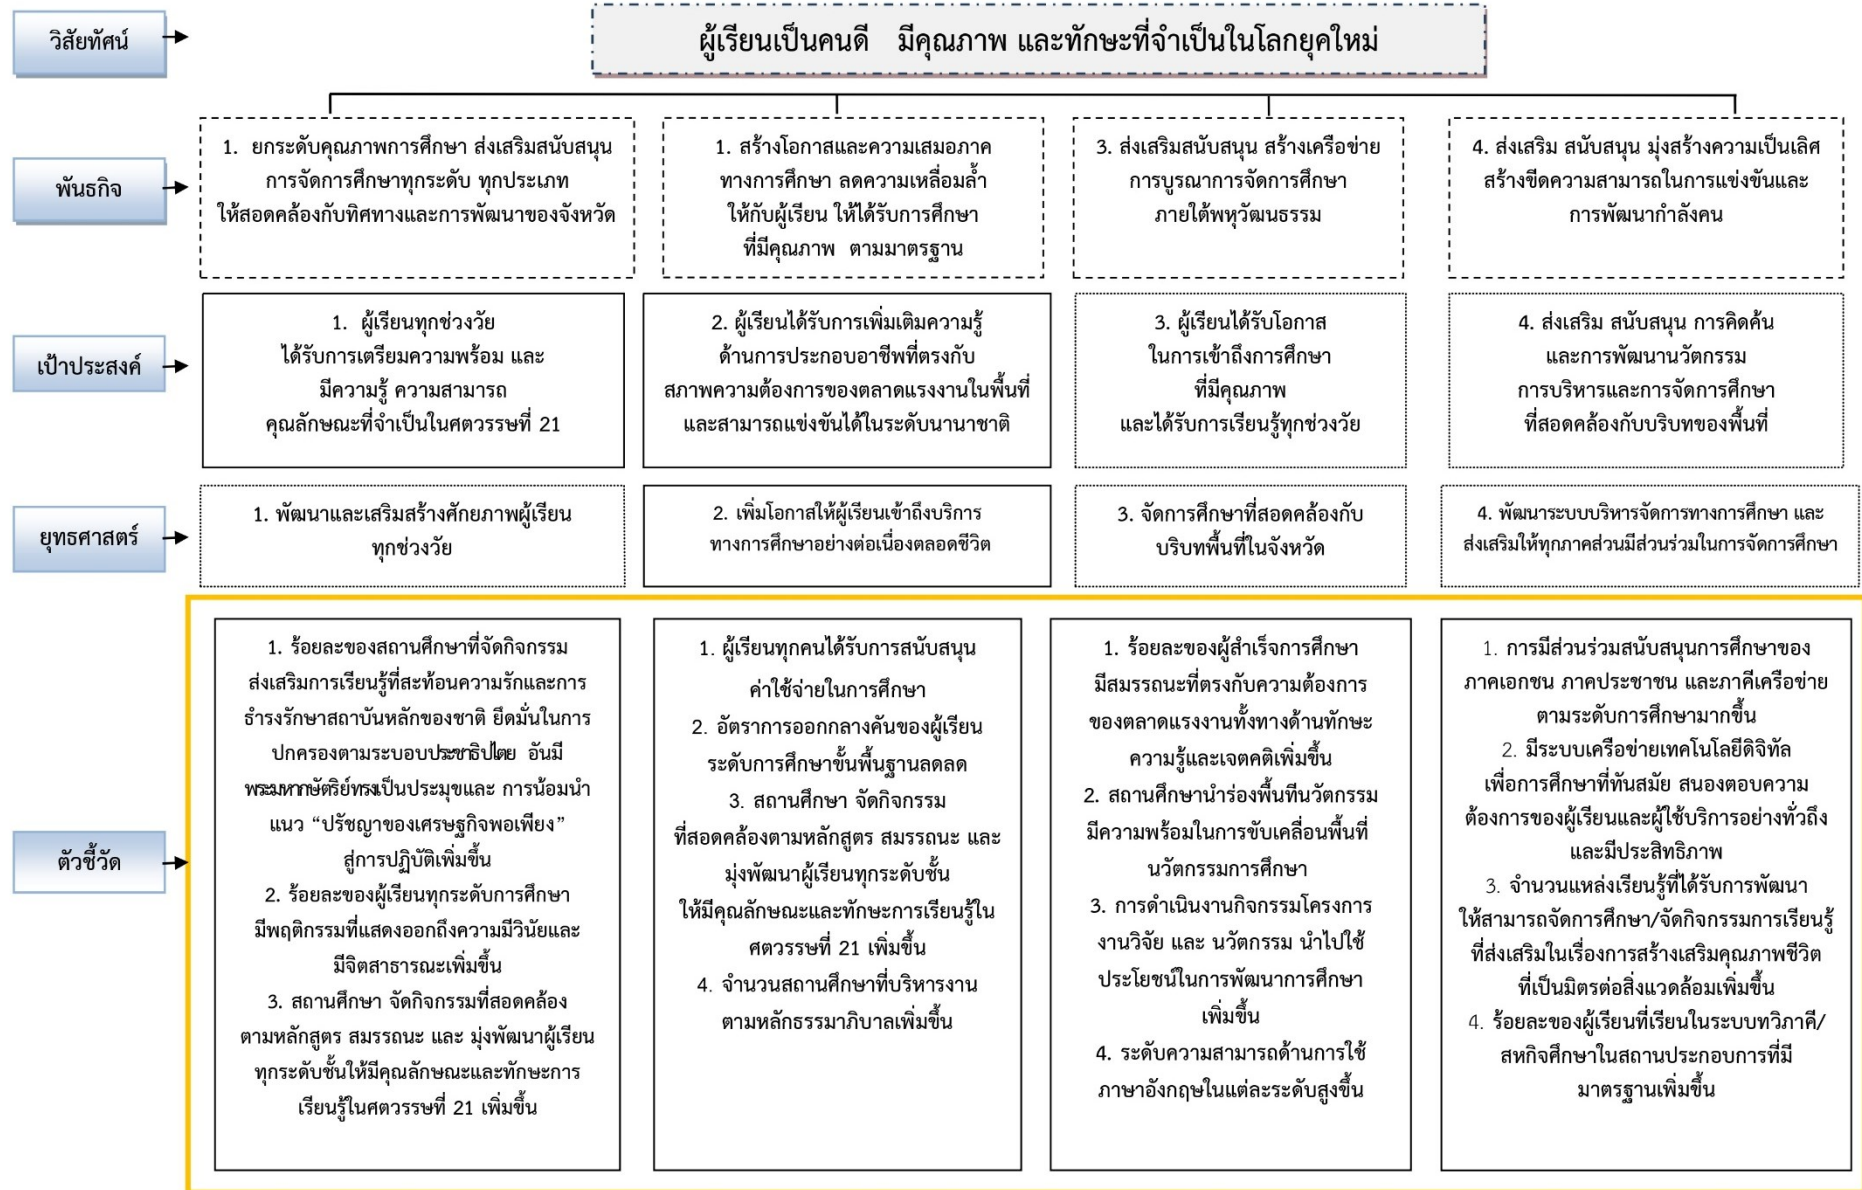 วิสัยทัศน์
ผู้เรียนเป็นคนดี มีคุณภาพ และทักษะที่จำเป็นในโลกยุคใหม่
พันธกิจ
1. ยกระดับคุณภาพการศึกษา ส่งเสริมสนับสนุน
การจัดการศึกษาทุกระดับ ทุกประเภท
ให้สอดคล้องกับทิศทางและการพัฒนาของจังหวัด
1. สร้างโอกาสและความเสมอภาค
ทางการศึกษา ลดความเหลื่อมล้ำ
ให้กับผู้เรียน ให้ได้รับการศึกษา
ที่มีคุณภาพ ตามมาตรฐาน
3. ส่งเสริมสนับสนุน สร้างเครือข่าย
การบูรณาการจัดการศึกษา
ภายใต้พหุวัฒนธรรม
4. ส่งเสริม สนับสนุน มุ่งสร้างความเป็นเลิศ
สร้างขีดความสามารถในการแข่งขันและ
การพัฒนากำลังคน
เป้าประสงค์
1. ผู้เรียนทุกช่วงวัย
ได้รับการเตรียมความพร้อม และ
มีความรู้ ความสามารถ
คุณลักษณะที่จำเป็นในศตวรรษที่ 21
2. ผู้เรียนได้รับการเพิ่มเติมความรู้
ด้านการประกอบอาชีพที่ตรงกับ
สภาพความต้องการของตลาดแรงงานในพื้นที่
และสามารถแข่งขันได้ในระดับนานาชาติ
3. ผู้เรียนได้รับโอกาส
ในการเข้าถึงการศึกษา
ที่มีคุณภาพ
และได้รับการเรียนรู้ทุกช่วงวัย
4. ส่งเสริม สนับสนุน การคิดค้น
และการพัฒนานวัตกรรม
การบริหารและการจัดการศึกษา
ที่สอดคล้องกับบริบทของพื้นที่
ยุทธศาสตร์
1. พัฒนาและเสริมสร้างศักยภาพผู้เรียน
ทุกช่วงวัย
2. เพิ่มโอกาสให้ผู้เรียนเข้าถึงบริการ
ทางการศึกษาอย่างต่อเนื่องตลอดชีวิต
3. จัดการศึกษาที่สอดคล้องกับ
บริบทพื้นที่ในจังหวัด
4. พัฒนาระบบบริหารจัดการทางการศึกษา และ
ส่งเสริมให้ทุกภาคส่วนมีส่วนร่วมในการจัดการศึกษา
ตัวชี้วัด
1. ร้อยละของสถานศึกษาที่จัดกิจกรรม
ส่งเสริมการเรียนรู้ที่สะท้อนความรักและการ
ธำรงรักษาสถาบันหลักของชาติ ยึดมั่นในการ
ปกครองตามระบอบประชาธิปไตย อันมี
พระมหากษัตริย์ทรงเป็นประมุขและ การน้อมนำ
แนว “ปรัชญาของเศรษฐกิจพอเพียง”
สู่การปฏิบัติเพิ่มขึ้น
2. ร้อยละของผู้เรียนทุกระดับการศึกษา
มีพฤติกรรมที่แสดงออกถึงความมีวินัยและ
มีจิตสาธารณะเพิ่มขึ้น
3. สถานศึกษา จัดกิจกรรมที่สอดคล้อง
ตามหลักสูตร สมรรถนะ และ มุ่งพัฒนาผู้เรียน
ทุกระดับชั้นให้มีคุณลักษณะและทักษะการ
เรียนรู้ในศตวรรษที่ 21 เพิ่มขึ้น
1. ผู้เรียนทุกคนได้รับการสนับสนุน
ค่าใช้จ่ายในการศึกษา
2. อัตราการออกกลางคันของผู้เรียน
ระดับการศึกษาขั้นพื้นฐานลดลด
3. สถานศึกษา จัดกิจกรรม
ที่สอดคล้องตามหลักสูตร สมรรถนะ และ
มุ่งพัฒนาผู้เรียนทุกระดับชั้น
ให้มีคุณลักษณะและทักษะการเรียนรู้ใน
ศตวรรษที่ 21 เพิ่มขึ้น
4. จำนวนสถานศึกษาที่บริหารงาน
ตามหลักธรรมาภิบาลเพิ่มขึ้น
1. ร้อยละของผู้สำเร็จการศึกษา
มีสมรรถนะที่ตรงกับความต้องการ
ของตลาดแรงงานทั้งทางด้านทักษะ
ความรู้และเจตคติเพิ่มขึ้น
2. สถานศึกษานำร่องพื้นทีนวัตกรรม
มีความพร้อมในการขับเคลื่อนพื้นที่
นวัตกรรมการศึกษา
3. การดำเนินงานกิจกรรมโครงการ
งานวิจัย และ นวัตกรรม นำไปใช้
ประโยชน์ในการพัฒนาการศึกษา
เพิ่มขึ้น
4. ระดับความสามารถด้านการใช้
ภาษาอังกฤษในแต่ละระดับสูงขึ้น
1. การมีส่วนร่วมสนับสนุนการศึกษาของ
ภาคเอกชน ภาคประชาชน และภาคีเครือข่าย
ตามระดับการศึกษามากขึ้น
2. มีระบบเครือข่ายเทคโนโลยีดิจิทัล
เพื่อการศึกษาที่ทันสมัย สนองตอบความ
ต้องการของผู้เรียนและผู้ใช้บริการอย่างทั่วถึง
และมีประสิทธิภาพ
3. จำนวนแหล่งเรียนรู้ที่ได้รับการพัฒนา
ให้สามารถจัดการศึกษา/จัดกิจกรรมการเรียนรู้
ที่ส่งเสริมในเรื่องการสร้างเสริมคุณภาพชีวิต
ที่เป็นมิตรต่อสิ่งแวดล้อมเพิ่มขึ้น
4. ร้อยละของผู้เรียนที่เรียนในระบบทวิภาคี/
สหกิจศึกษาในสถานประกอบการที่มี
มาตรฐานเพิ่มขึ้น